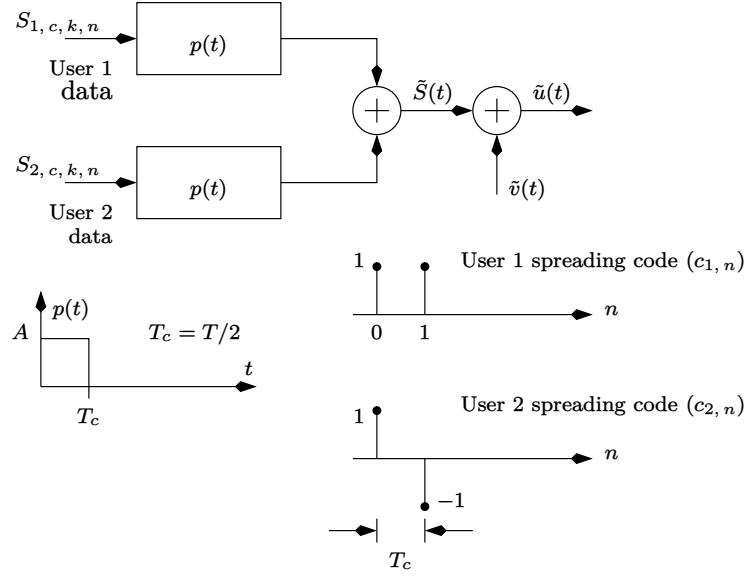 S1, c, k, n
p(t)
User 1
data
+
S̃(t)
+
ũ(t)
S2, c, k, n
p(t)
ṽ(t)
User 2
data
1
User 1 spreading code (c1, n)
n
0 1
p(t)
A
Tc = T/2
t
Tc
1
User 2 spreading code (c2, n)
n
−1
Tc